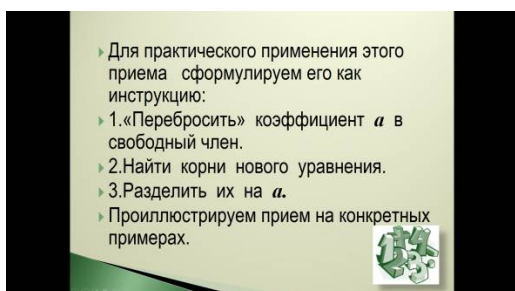 Для практического применения этого
приема сформулируем его как
инструкцию:
1.«Перебросить» коэффициент a в
свободный член.
2.Найти корни нового уравнения.
3.Разделить их на a.
Проиллюстрируем прием на конкретных
примерах.